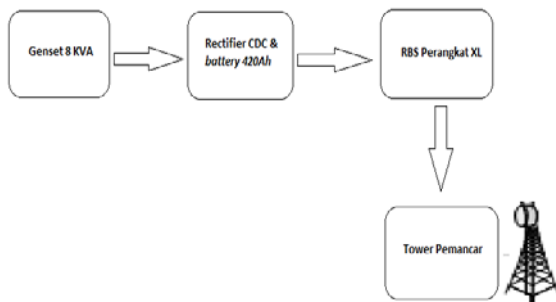 Genset 8 KVA
Rectifier CDC &
battery 420Ah
RBS Perangkat XL
Tower Pemancar